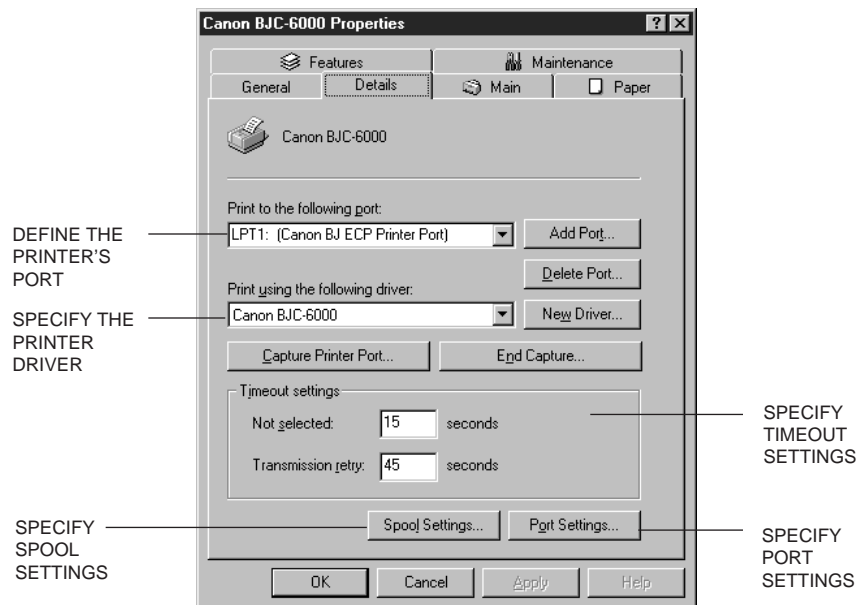 Canon BJC-6000 Properties
Features
Maintenance
General
Details
Main
Paper
Canon BJC-6000
Print to the following port:
DEFINE THE
PRINTER'S
PORT
LPT1: (Canon BJ ECP Printer Port)
Add Port...
Delete Port...
Print using the following driver:
SPECIFY THE
PRINTER
DRIVER
Canon BJC-6000
New Driver...
Capture Printer Port...
End Capture...
Timeout settings
Not selected:
15
seconds
SPECIFY
TIMEOUT
SETTINGS
Transmission retry:
45
seconds
SPECIFY
SPOOL
SETTINGS
Spool Settings...
Port Settings...
SPECIFY
PORT
SETTINGS
OK
Cancel
Apply
Help